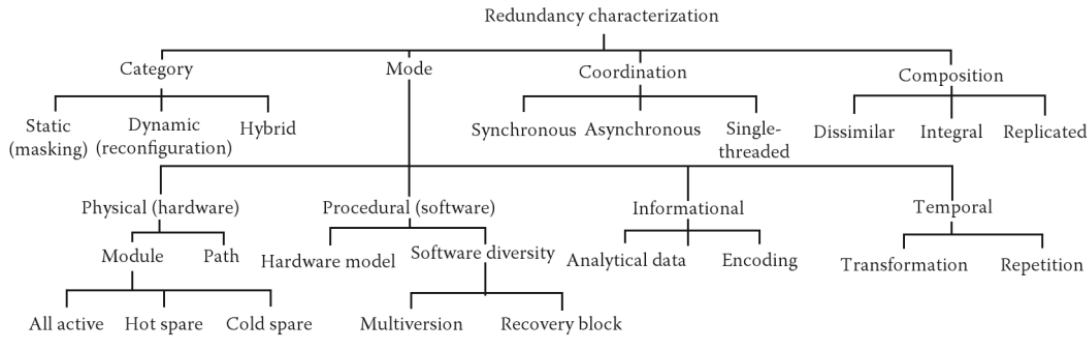 Redundancy characterization
Category
Mode
Coordination
Composition
Static
(masking)
Dynamic
(reconfiguration)
Hybrid
Synchronous
Asynchronous
Single-
threaded
Dissimilar
Integral
Replicated
Physical (hardware)
Procedural (software)
Informational
Temporal
Module
Path
Hardware model
Software diversity
Analytical data
Encoding
Transformation
Repetition
All active
Hot spare
Cold spare
Multiversion
Recovery block